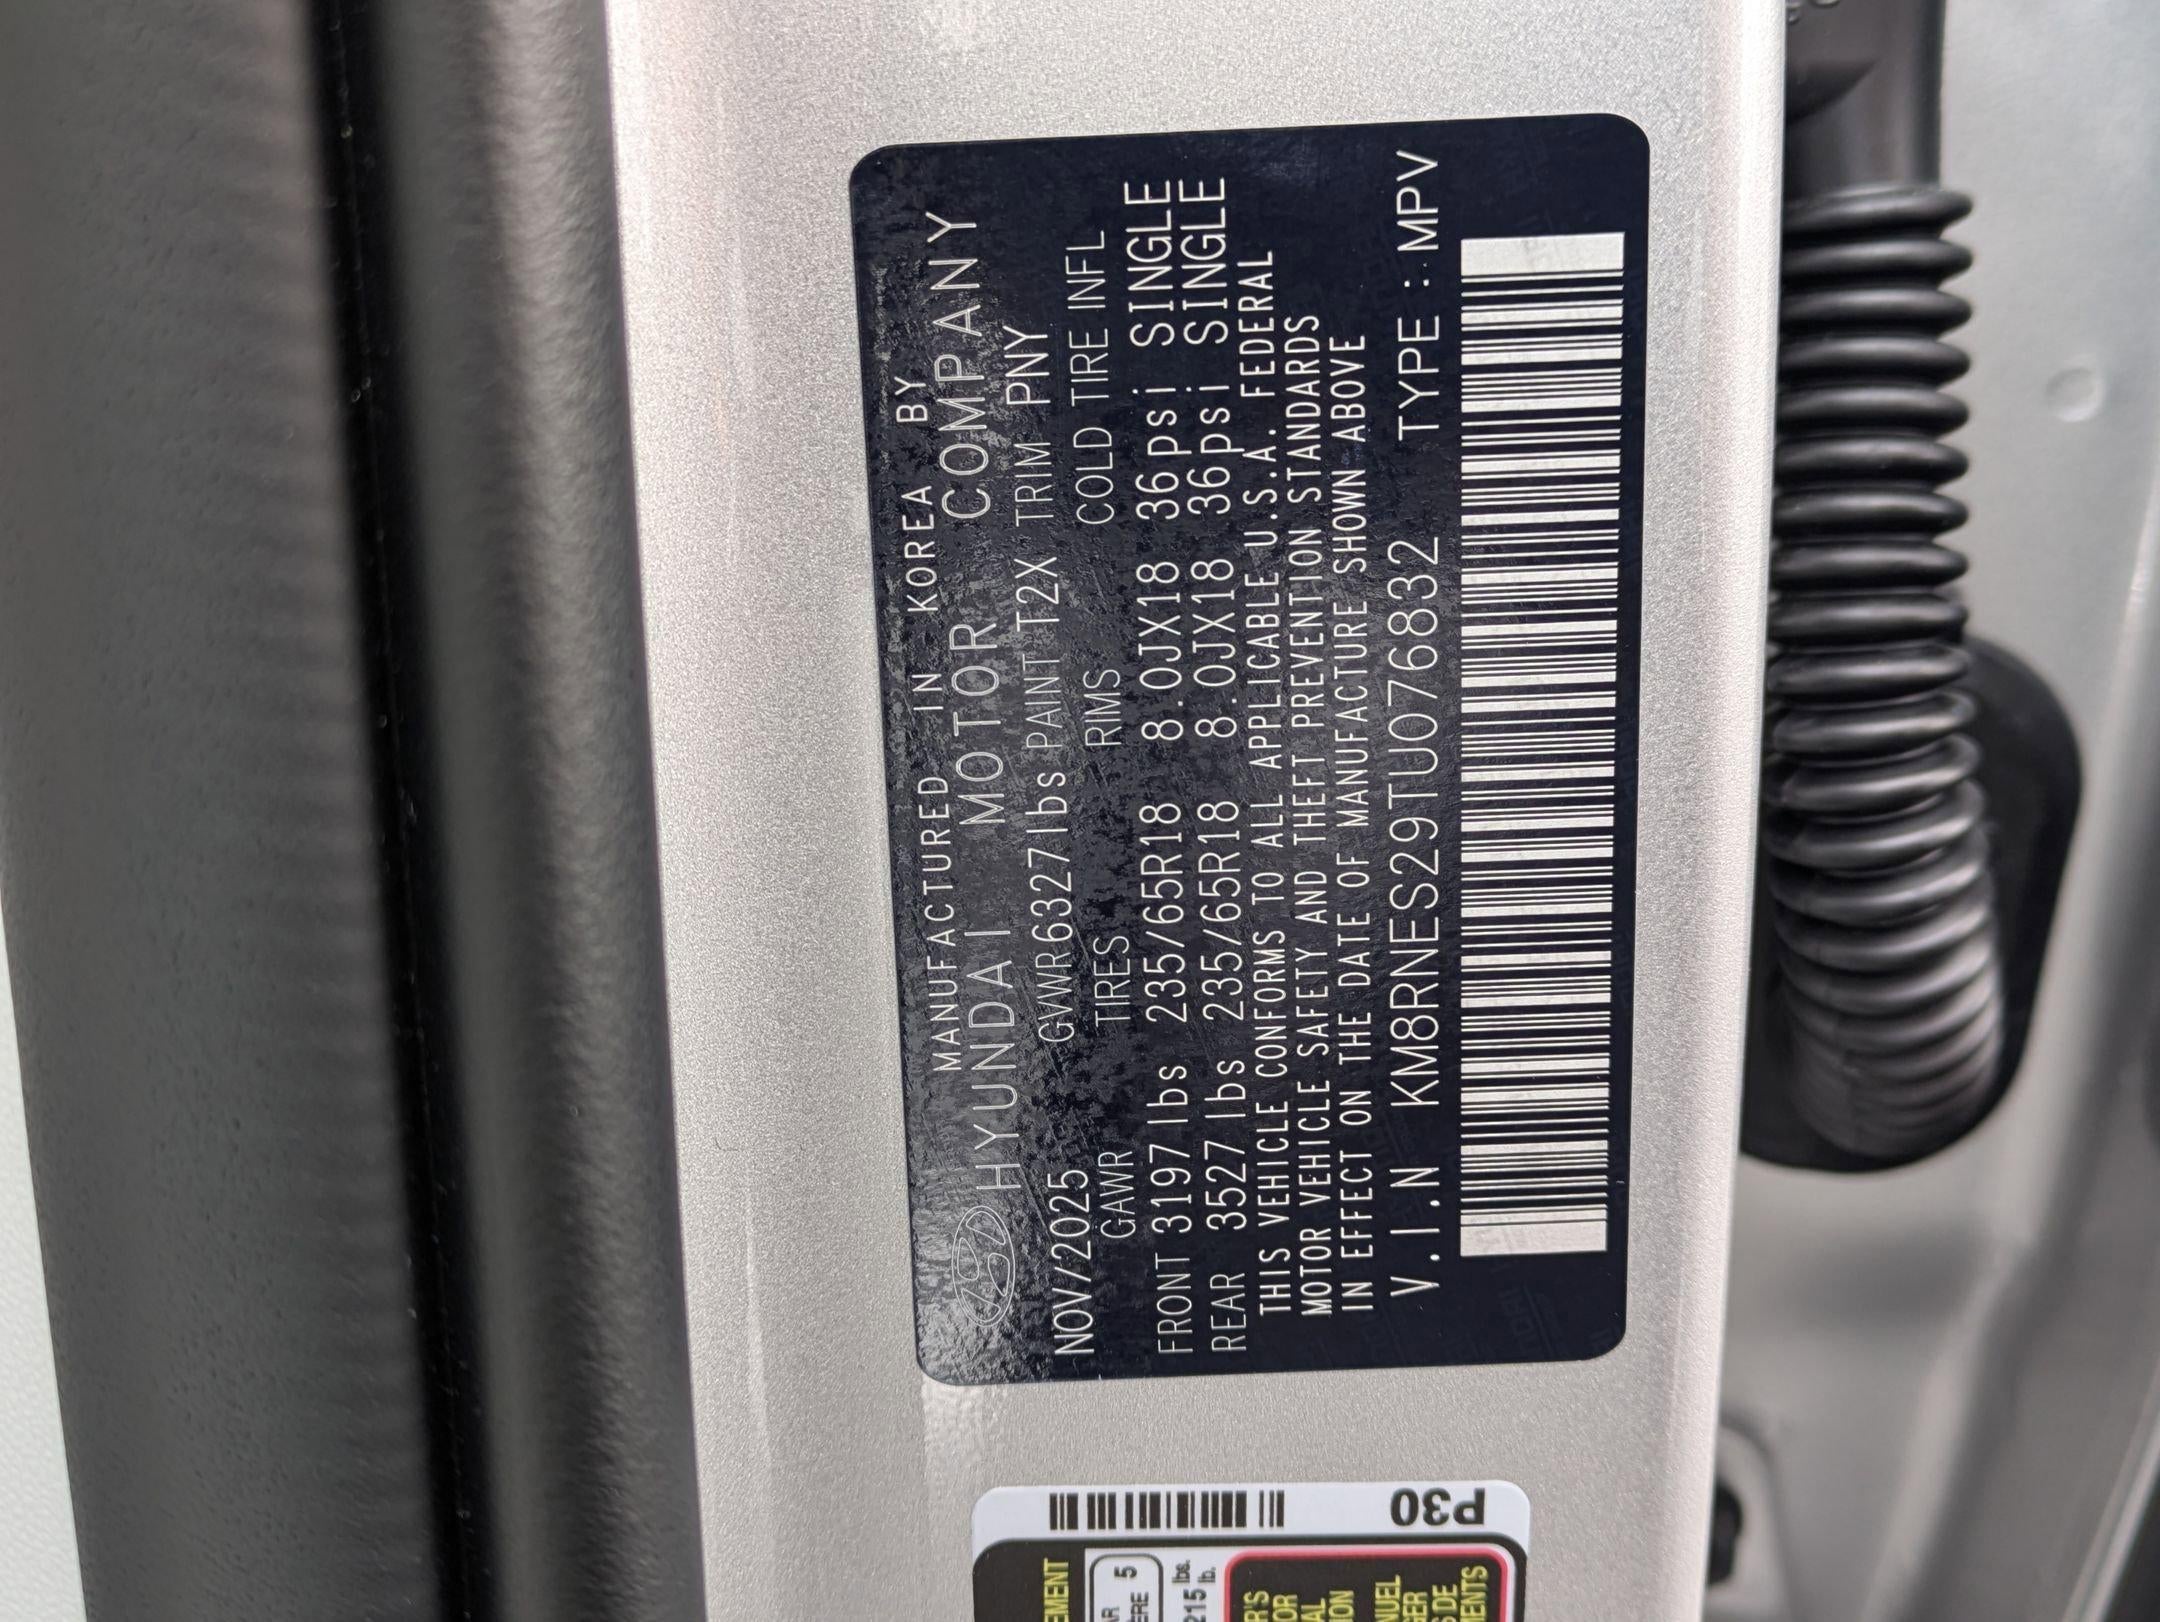 MANUFACTURED IN KOREA BY
HYUNDAI MOTOR COMPANY
NOV/2025 GVWR6327lbs PAINT T2X TRIM PNY
GAWR TIRES RIMS COLD TIRE INFL
FRONT 3197 lbs 235/65R18 8.0JX18 36psi SINGLE
REAR 3527 lbs 235/65R18 8.0JX18 36psi SINGLE
THIS VEHICLE CONFORMS TO ALL APPLICABLE U.S.A. FEDERAL
MOTOR VEHICLE SAFETY AND THEFT PREVENTION STANDARDS
IN EFFECT ON THE DATE OF MANUFACTURE SHOWN ABOVE
V.I.N KM8RNES29TU076832 TYPE : MPV
P30
5